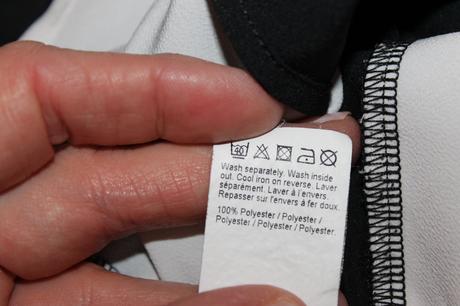 40
Wash separately. Wash inside
out. Cool iron on reverse. Laver
séparément. Laver à l'envers.
Repasser sur l'envers à fer doux.
100% Polyester / Polyester /
Polyester / Polyester / Polyester.